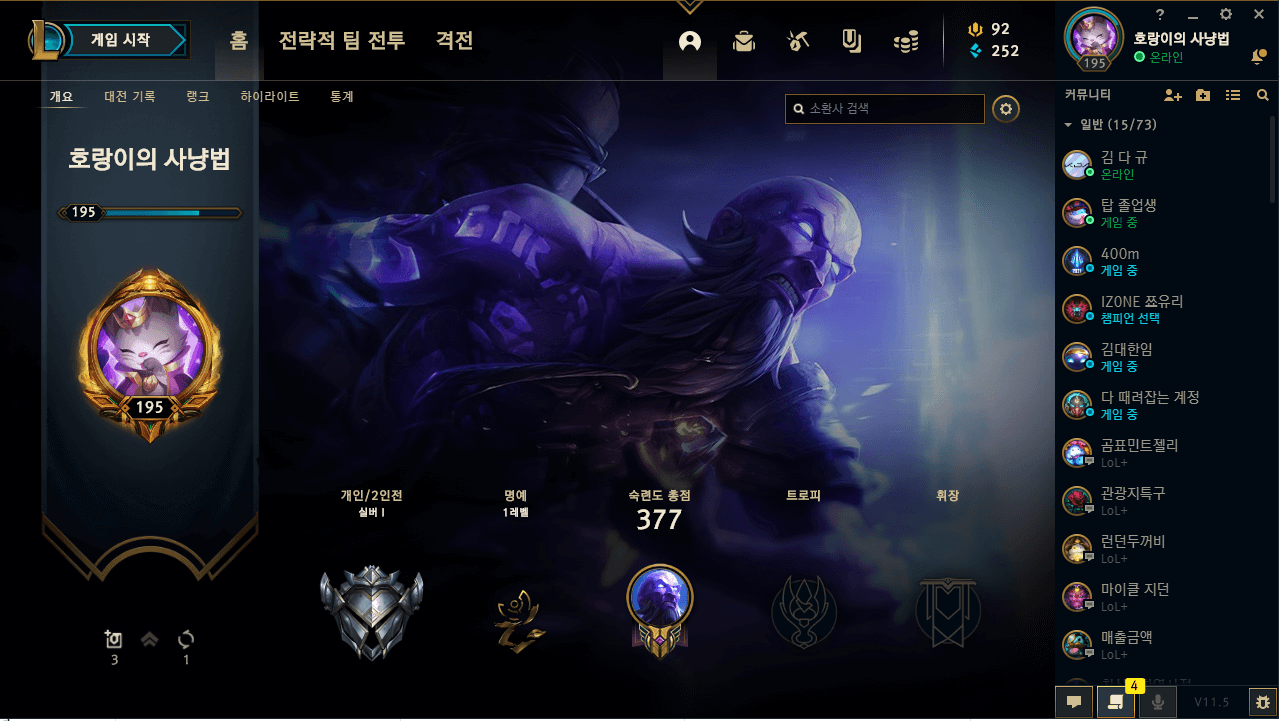 게임 시작
홈
전략적 팀 전투
격전
92
252
?
호랑이의 사냥법
온라인
195
개요
대전 기록
랭크
하이라이트
통계
소환사 검색
호랑이의 사냥법
195
195
3
1
개인/2인전
실버 I
명예
1레벨
숙련도 총점
377
트로피
휘장
커뮤니티
일반 (15/73)
김 다 규
온라인
탑 졸업생
게임 중
400m
게임 중
IZONE 쪼유리
챔피언 선택
김대한임
게임 중
다 때려잡는 계정
게임 중
곰표민트젤리
LoL+
관광지특구
LoL+
런던두꺼비
LoL+
마이클 지던
LoL+
매출금액
LoL+
4
V11.5